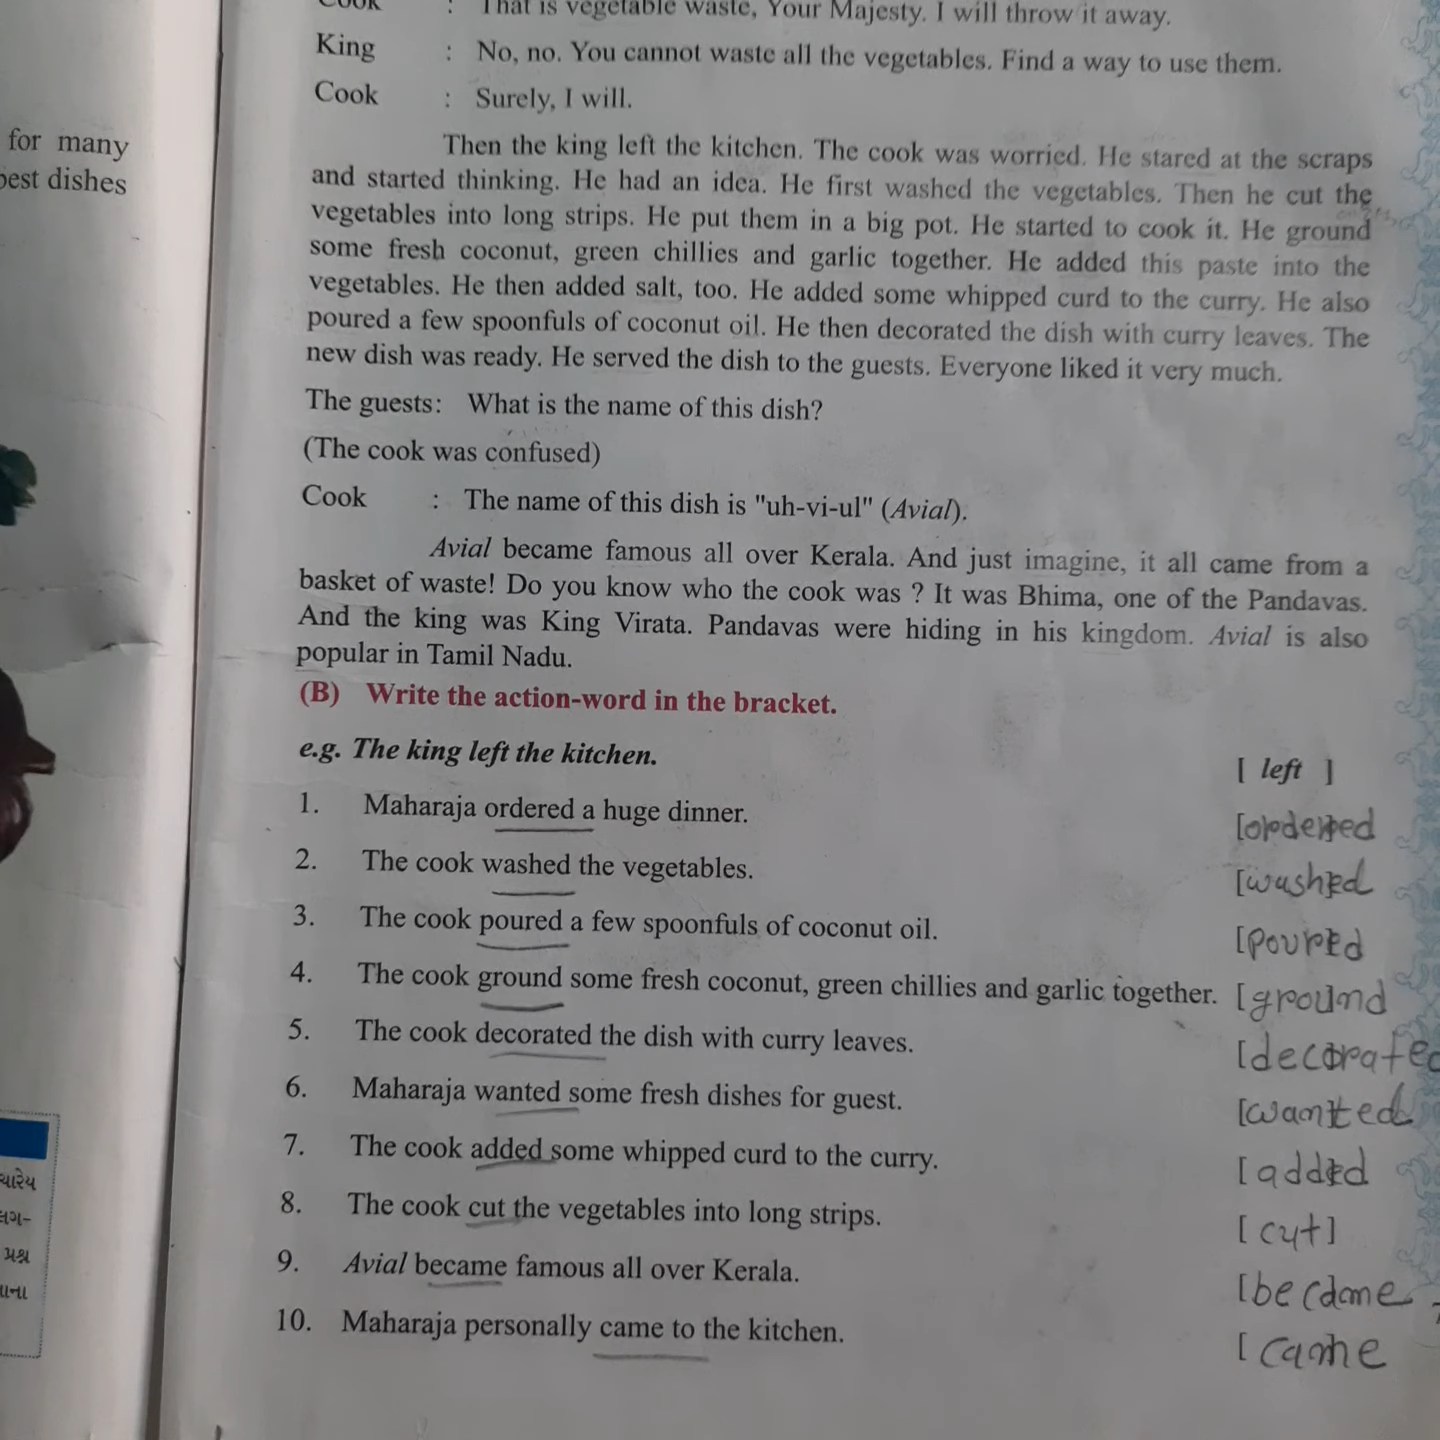 for many
best dishes
Cook : That is vegetable waste, Your Majesty. I will throw it away.
King : No, no. You cannot waste all the vegetables. Find a way to use them.
Cook : Surely, I will.
Then the king left the kitchen. The cook was worried. He stared at the scraps
and started thinking. He had an idea. He first washed the vegetables. Then he cut the
vegetables into long strips. He put them in a big pot. He started to cook it. He ground
some fresh coconut, green chillies and garlic together. He added this paste into the
vegetables. He then added salt, too. He added some whipped curd to the curry. He also
poured a few spoonfuls of coconut oil. He then decorated the dish with curry leaves. The
new dish was ready. He served the dish to the guests. Everyone liked it very much.
The guests: What is the name of this dish?
(The cook was confused)
Cook : The name of this dish is "uh-vi-ul" (Avial).
Avial became famous all over Kerala. And just imagine, it all came from a
basket of waste! Do you know who the cook was ? It was Bhima, one of the Pandavas.
And the king was King Virata. Pandavas were hiding in his kingdom. Avial is also
popular in Tamil Nadu.
(B) Write the action-word in the bracket.
e.g. The king left the kitchen. [ left ]
1. Maharaja ordered a huge dinner. [ordered
2. The cook washed the vegetables. [washed
3. The cook poured a few spoonfuls of coconut oil. [poured
4. The cook ground some fresh coconut, green chillies and garlic together. [ground
5. The cook decorated the dish with curry leaves. [decorated
6. Maharaja wanted some fresh dishes for guest. [wanted
7. The cook added some whipped curd to the curry. [added
8. The cook cut the vegetables into long strips. [cut]
9. Avial became famous all over Kerala. [became
10. Maharaja personally came to the kitchen. [came